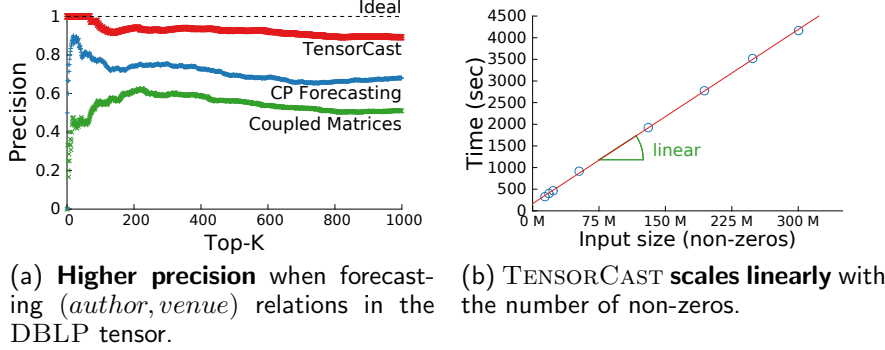 Ideal
1
TensorCast
0.8
CP Forecasting
0.6
Coupled Matrices
0.4
0.2
0
Precision
0 200 400 600 800 1000
Top-K
(a) Higher precision when forecast-
ing (author, venue) relations in the
DBLP tensor.
4500
4000
3500
3000
2500
2000
1500
1000
500
Time (sec)
linear
0 M 75 M 150 M 225 M 300 M
Input size (non-zeros)
(b) TENSORCAST scales linearly with
the number of non-zeros.